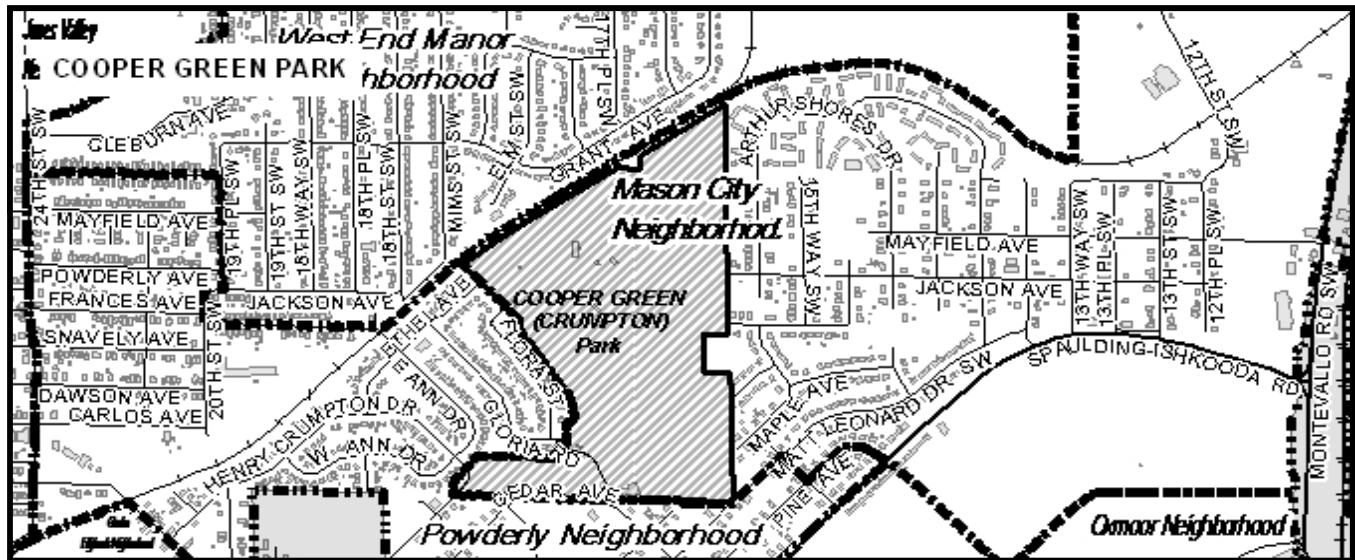 Jones Valley
West End Manor
COOPER GREEN PARK
hborhood
17TH PL SW
12TH ST SW
24TH ST SW
CLEBURN AVE
ELM ST SW
GRANT AVE
ARTHUR SHORES DR
MIMS ST SW
18TH PL SW
18TH ST SW
18TH WAY SW
19TH ST SW
19TH PL SW
Mason City
Neighborhod.
15TH WAY SW
MAYFIELD AVE
MAYFIELD AVE
13TH WAY SW
13TH PL SW
13TH ST SW
12TH PL SW
POWDERLY AVE
FRANCES AVE
JACKSON AVE
JACKSON AVE
COOPER GREEN
(CRUMPTON)
Park
ETHEL AVE
FLORA ST
SNAVELY AVE
20TH ST SW
SPAULDING-ISHKOODA RD
MONTEVALLO RD SW
DAWSON AVE
CARLOS AVE
E ANN DR
GLORIA RD
HENRY CRUMPTON DR
W ANN DR
MAPLE AVE
MATT LEONARD DR SW
CEDAR AVE
PINE AVE
Powderly Neighborhood
Oxmoor Neighborhood